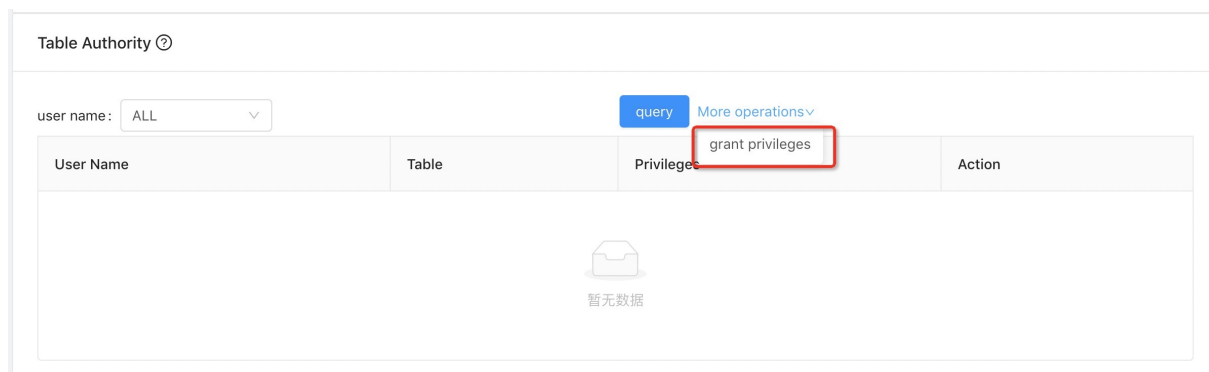 Table Authority
user name : ALL
query More operations
grant privileges
User Name Table Privileges Action
暂无数据